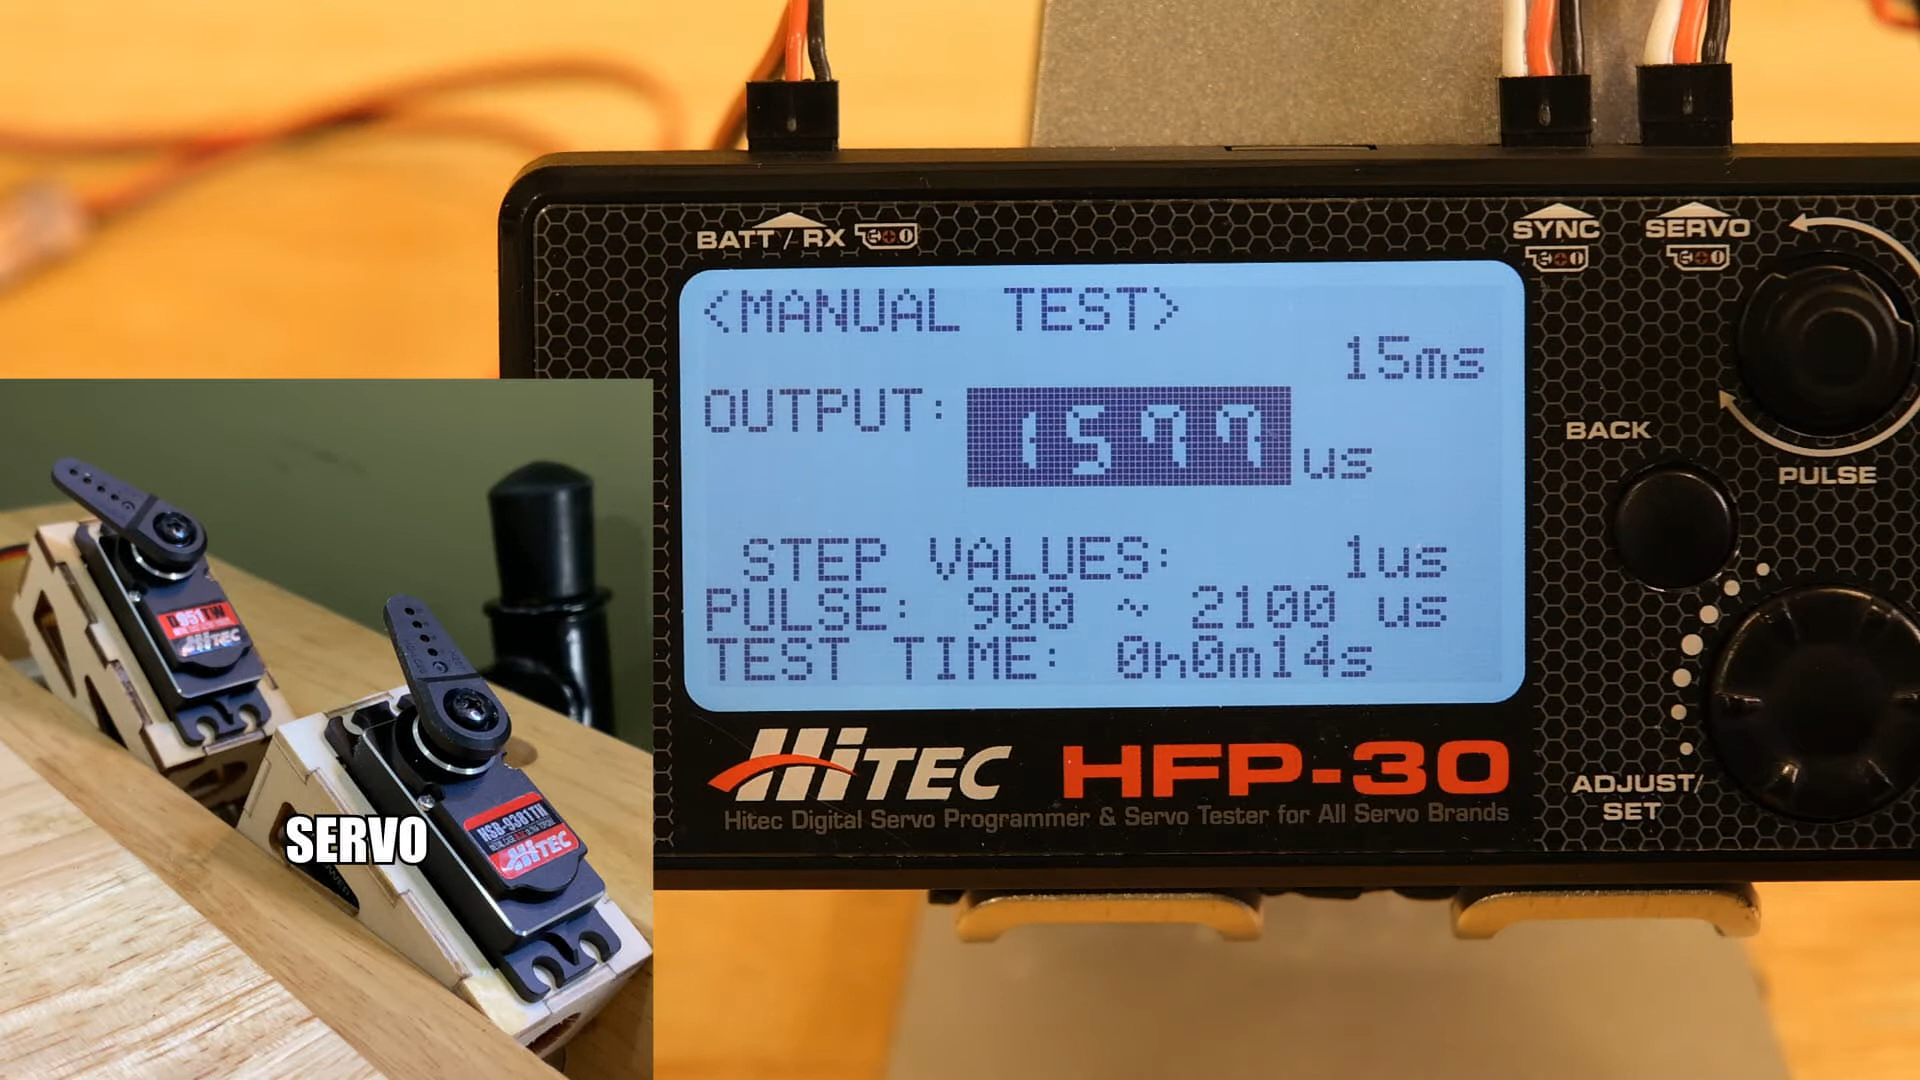 BATT / RX
SYNC
SERVO
<MANUAL TEST>
15ms
OUTPUT: 1577 us
STEP VALUES: 1us
PULSE: 900 ~ 2100 us
TEST TIME: 0h0m14s
BACK
PULSE
ADJUST/
SET
HiTEC HFP-30
Hitec Digital Servo Programmer & Servo Tester for All Servo Brands
D951TW
HiTEC
HSB-9381TH
HiTEC
SERVO